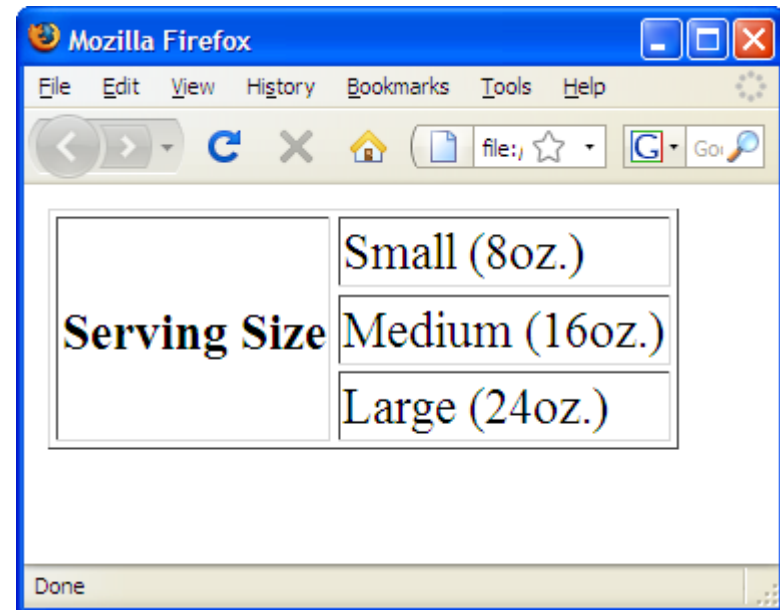 Mozilla Firefox
File Edit View History Bookmarks Tools Help
file:/ G Goo
Small (8oz.)
Serving Size Medium (16oz.)
Large (24oz.)
Done